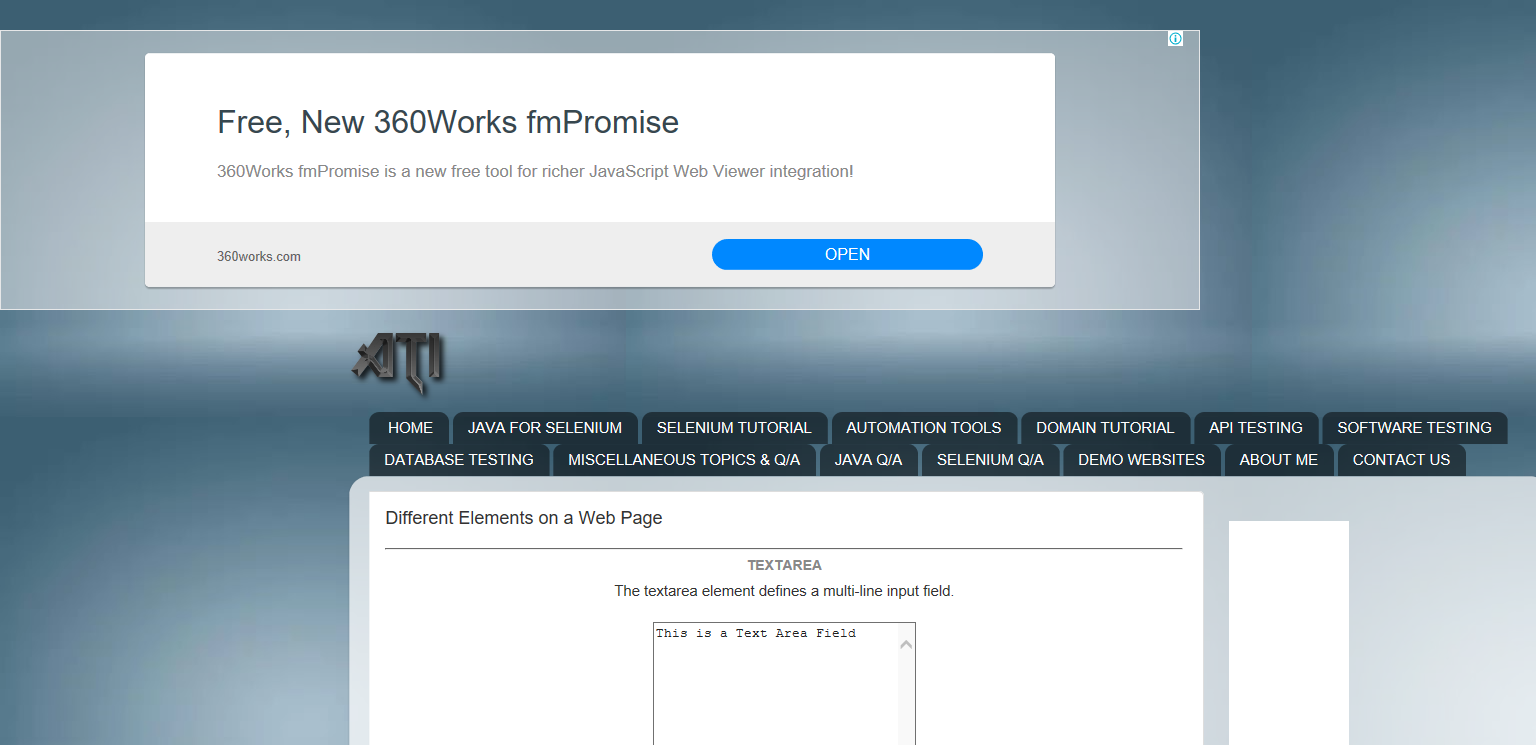 Free, New 360Works fmPromise
360Works fmPromise is a new free tool for richer JavaScript Web Viewer integration!
360works.com
OPEN
ATI
HOME JAVA FOR SELENIUM SELENIUM TUTORIAL AUTOMATION TOOLS DOMAIN TUTORIAL API TESTING SOFTWARE TESTING
DATABASE TESTING MISCELLANEOUS TOPICS & Q/A JAVA Q/A SELENIUM Q/A DEMO WEBSITES ABOUT ME CONTACT US
Different Elements on a Web Page
TEXTAREA
The textarea element defines a multi-line input field.
This is a Text Area Field